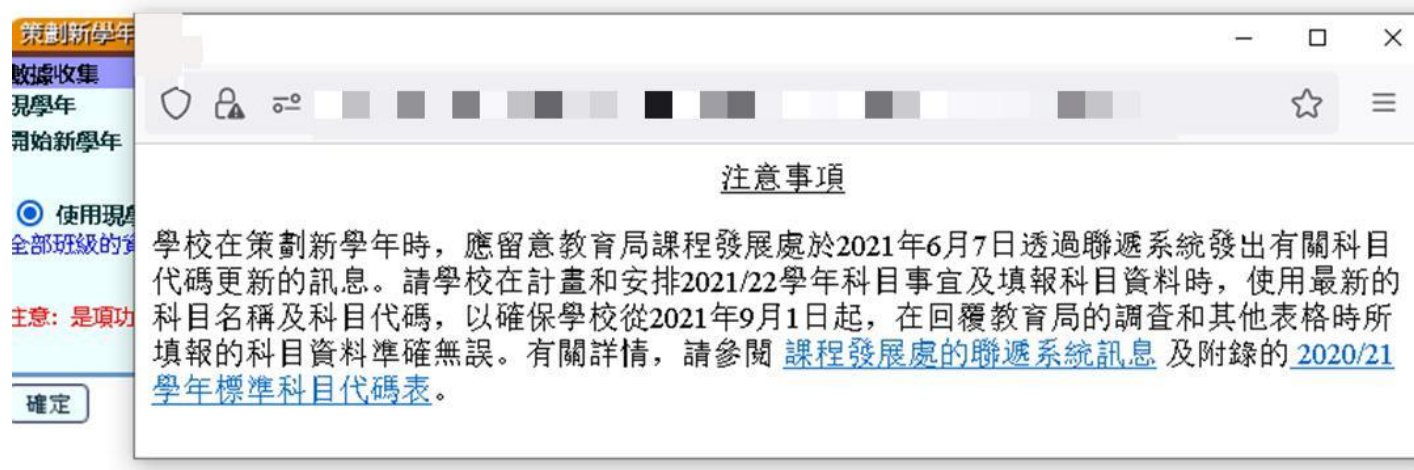 策劃新學年
數據收集
現學年
開始新學年
使用現
全部班級的
注意: 是項功
確定
注意事項
學校在策劃新學年時，應留意教育局課程發展處於2021年6月7日透過聯遞系統發出有關科目
代碼更新的訊息。請學校在計畫和安排2021/22學年科目事宜及填報科目資料時，使用最新的
科目名稱及科目代碼，以確保學校從2021年9月1日起，在回覆教育局的調查和其他表格時所
填報的科目資料準確無誤。有關詳情，請參閱 課程發展處的聯遞系統訊息 及附錄的 2020/21
學年標準科目代碼表。